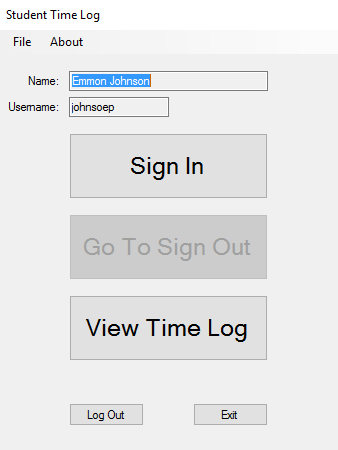 Student Time Log
File About
Name: Emmon Johnson
Username: johnsoep
Sign In
Go To Sign Out
View Time Log
Log Out Exit